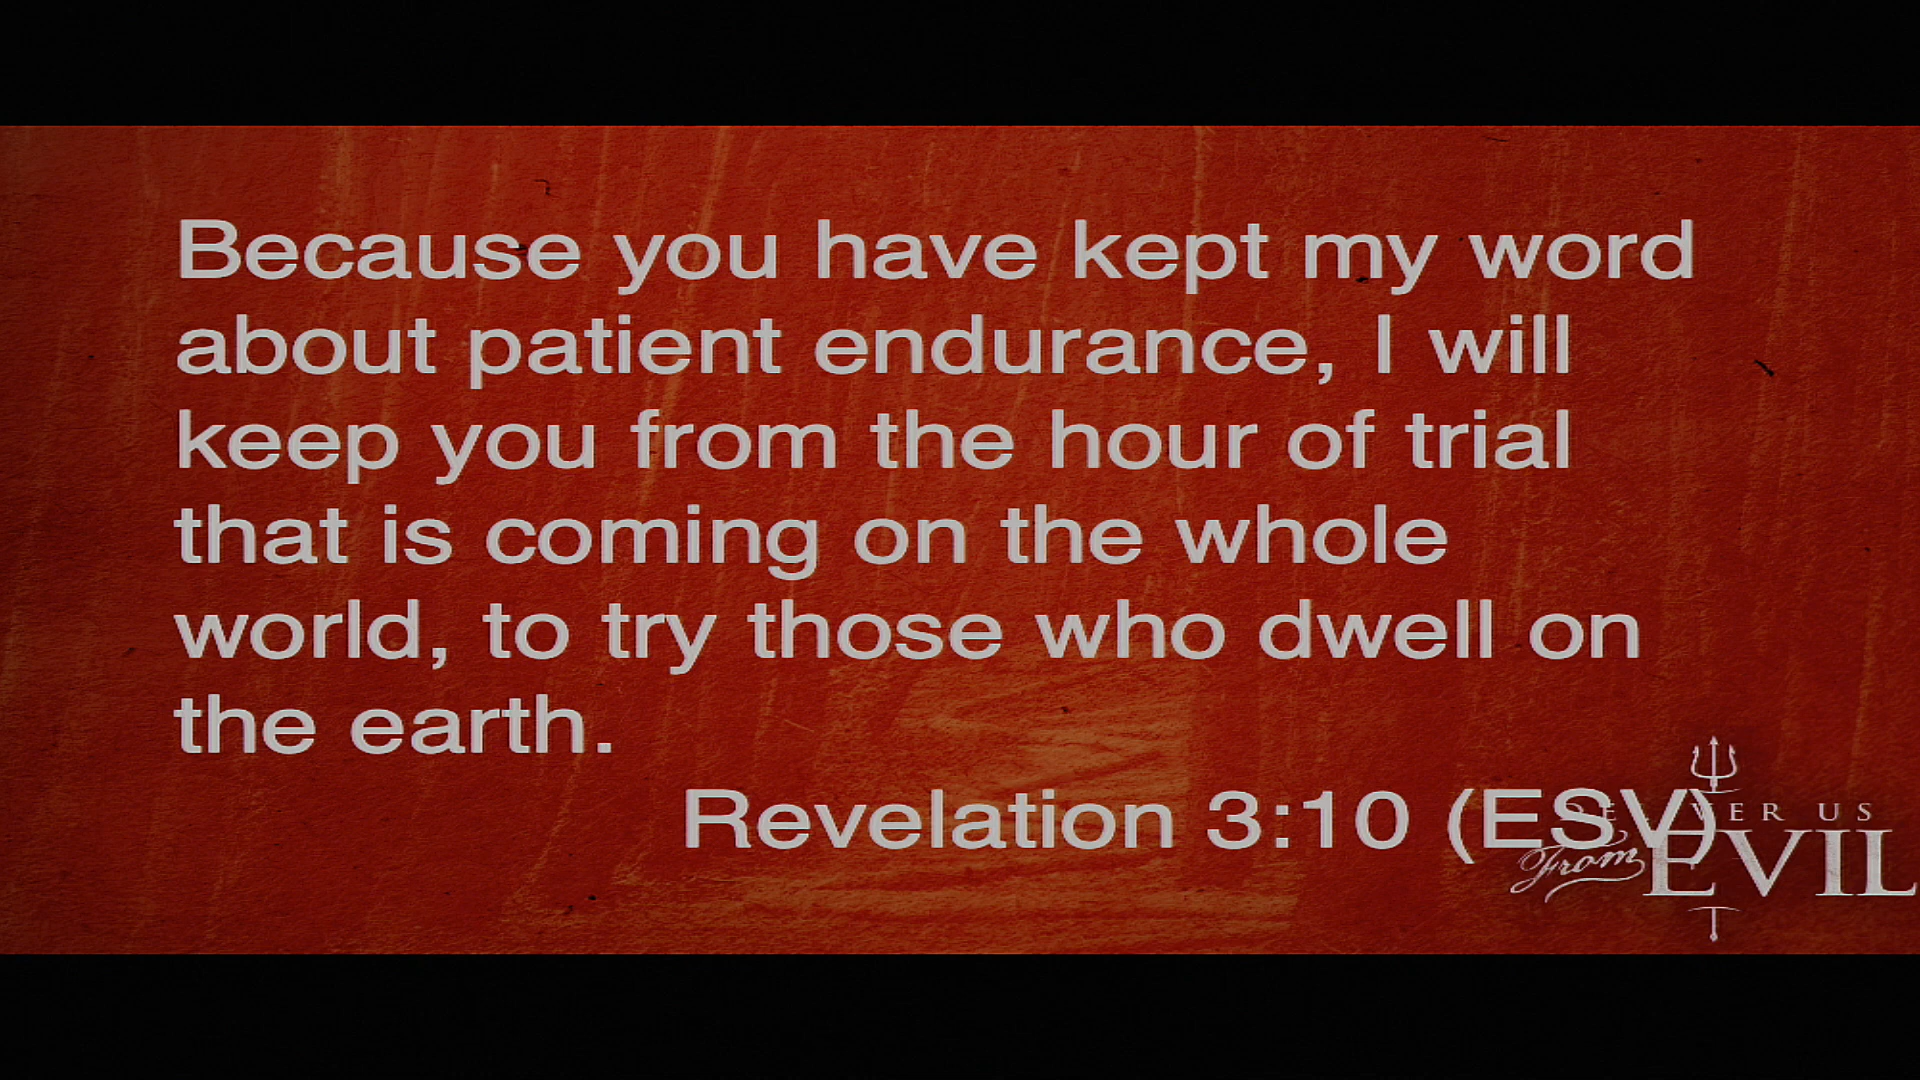 Because you have kept my word
about patient endurance, I will
keep you from the hour of trial
that is coming on the whole
world, to try those who dwell on
the earth.
Revelation 3:10 (ESV)
DELIVER US
From EVIL